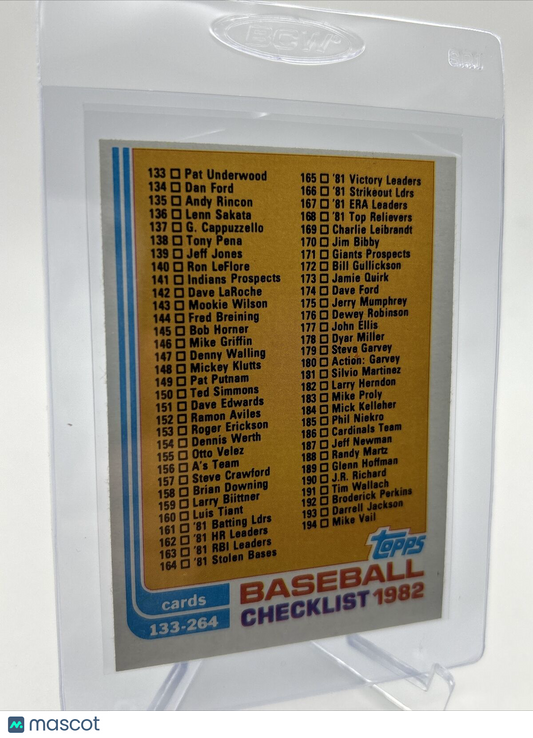 BGW
133 Pat Underwood
134 Dan Ford
135 Andy Rincon
136 Lenn Sakata
137 G. Cappuzzello
138 Tony Pena
139 Jeff Jones
140 Ron LeFlore
141 Indians Prospects
142 Dave LaRoche
143 Mookie Wilson
144 Fred Breining
145 Bob Horner
146 Mike Griffin
147 Denny Walling
148 Mickey Klutts
149 Pat Putnam
150 Ted Simmons
151 Dave Edwards
152 Ramon Aviles
153 Roger Erickson
154 Dennis Werth
155 Otto Velez
156 A's Team
157 Steve Crawford
158 Brian Downing
159 Larry Biittner
160 Luis Tiant
161 '81 Batting Ldrs
162 '81 HR Leaders
163 '81 RBI Leaders
164 '81 Stolen Bases
165 '81 Victory Leaders
166 '81 Strikeout Ldrs
167 '81 ERA Leaders
168 '81 Top Relievers
169 Charlie Leibrandt
170 Jim Bibby
171 Giants Prospects
172 Bill Gullickson
173 Jamie Quirk
174 Dave Ford
175 Jerry Mumphrey
176 Dewey Robinson
177 John Ellis
178 Dyar Miller
179 Steve Garvey
180 Action: Garvey
181 Silvio Martinez
182 Larry Herndon
183 Mike Proly
184 Mick Kelleher
185 Phil Niekro
186 Cardinals Team
187 Jeff Newman
188 Randy Martz
189 Glenn Hoffman
190 J.R. Richard
191 Tim Wallach
192 Broderick Perkins
193 Darrell Jackson
194 Mike Vail
topps
cards
133-264
BASEBALL
CHECKLIST 1982
mascot